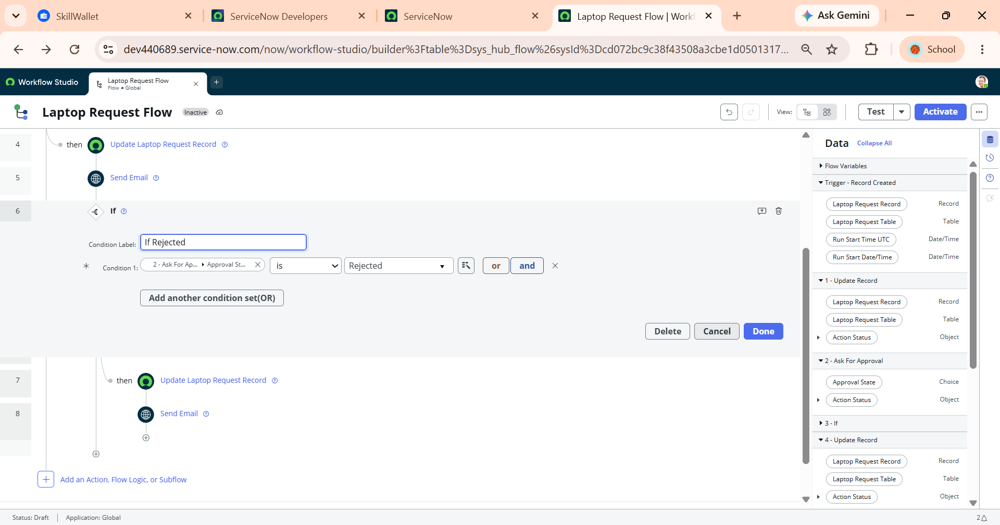 SkillWallet
ServiceNow Developers
ServiceNow
Laptop Request Flow | Workf
Ask Gemini
dev440689.service-now.com/now/workflow-studio/builder%3Ftable%3Dsys_hub_flow%26sysId%3Dcd072bc9c38f43508a3cbe1d0501317...
School
Workflow Studio
Laptop Request Flow
Flow • Global
Laptop Request Flow
Inactive
View:
Test
Activate
4
then
Update Laptop Request Record
5
Send Email
6
If
Condition Label:
If Rejected
* Condition 1:
2 - Ask For Ap... ▸ Approval St...
is
Rejected
or
and
Add another condition set(OR)
Delete
Cancel
Done
7
then
Update Laptop Request Record
8
Send Email
Add an Action, Flow Logic, or Subflow
Data
Collapse All
Flow Variables
Trigger - Record Created
Laptop Request Record Record
Laptop Request Table Table
Run Start Time UTC Date/Time
Run Start Date/Time Date/Time
1 - Update Record
Laptop Request Record Record
Laptop Request Table Table
Action Status Object
2 - Ask For Approval
Approval State Choice
Action Status Object
3 - If
4 - Update Record
Laptop Request Record Record
Laptop Request Table Table
Action Status Object
Status: Draft
Application: Global
2